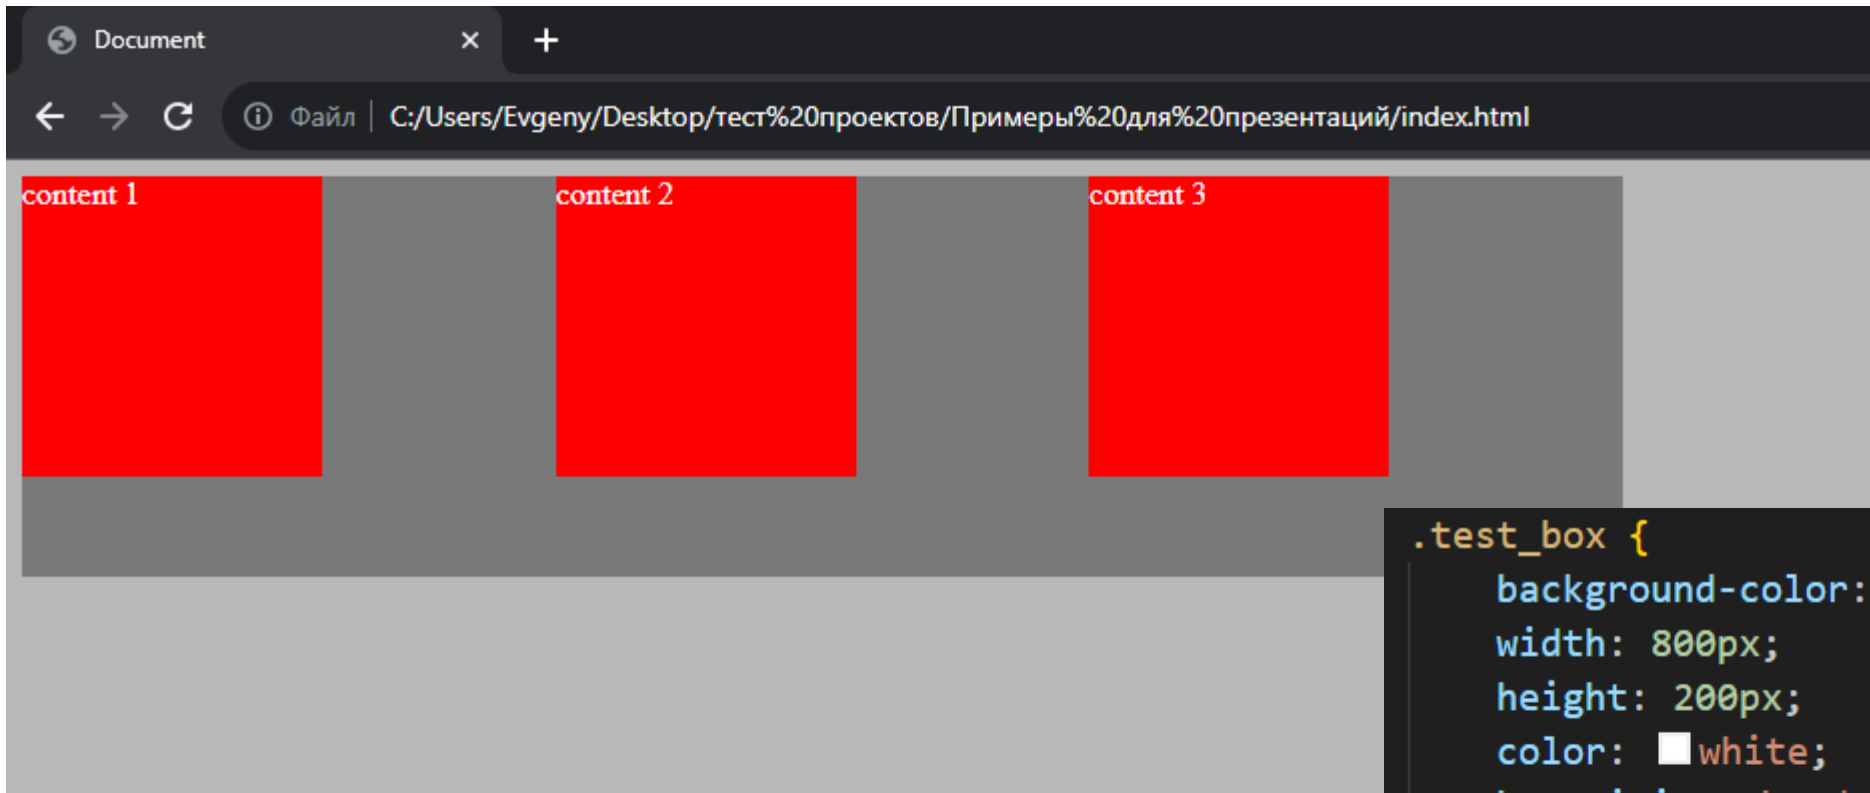 Document
Файл | C:/Users/Evgeny/Desktop/тест%20проектов/Примеры%20для%20презентаций/index.html
content 1 content 2 content 3
.test_box {
background-color:
width: 800px;
height: 200px;
color: white;